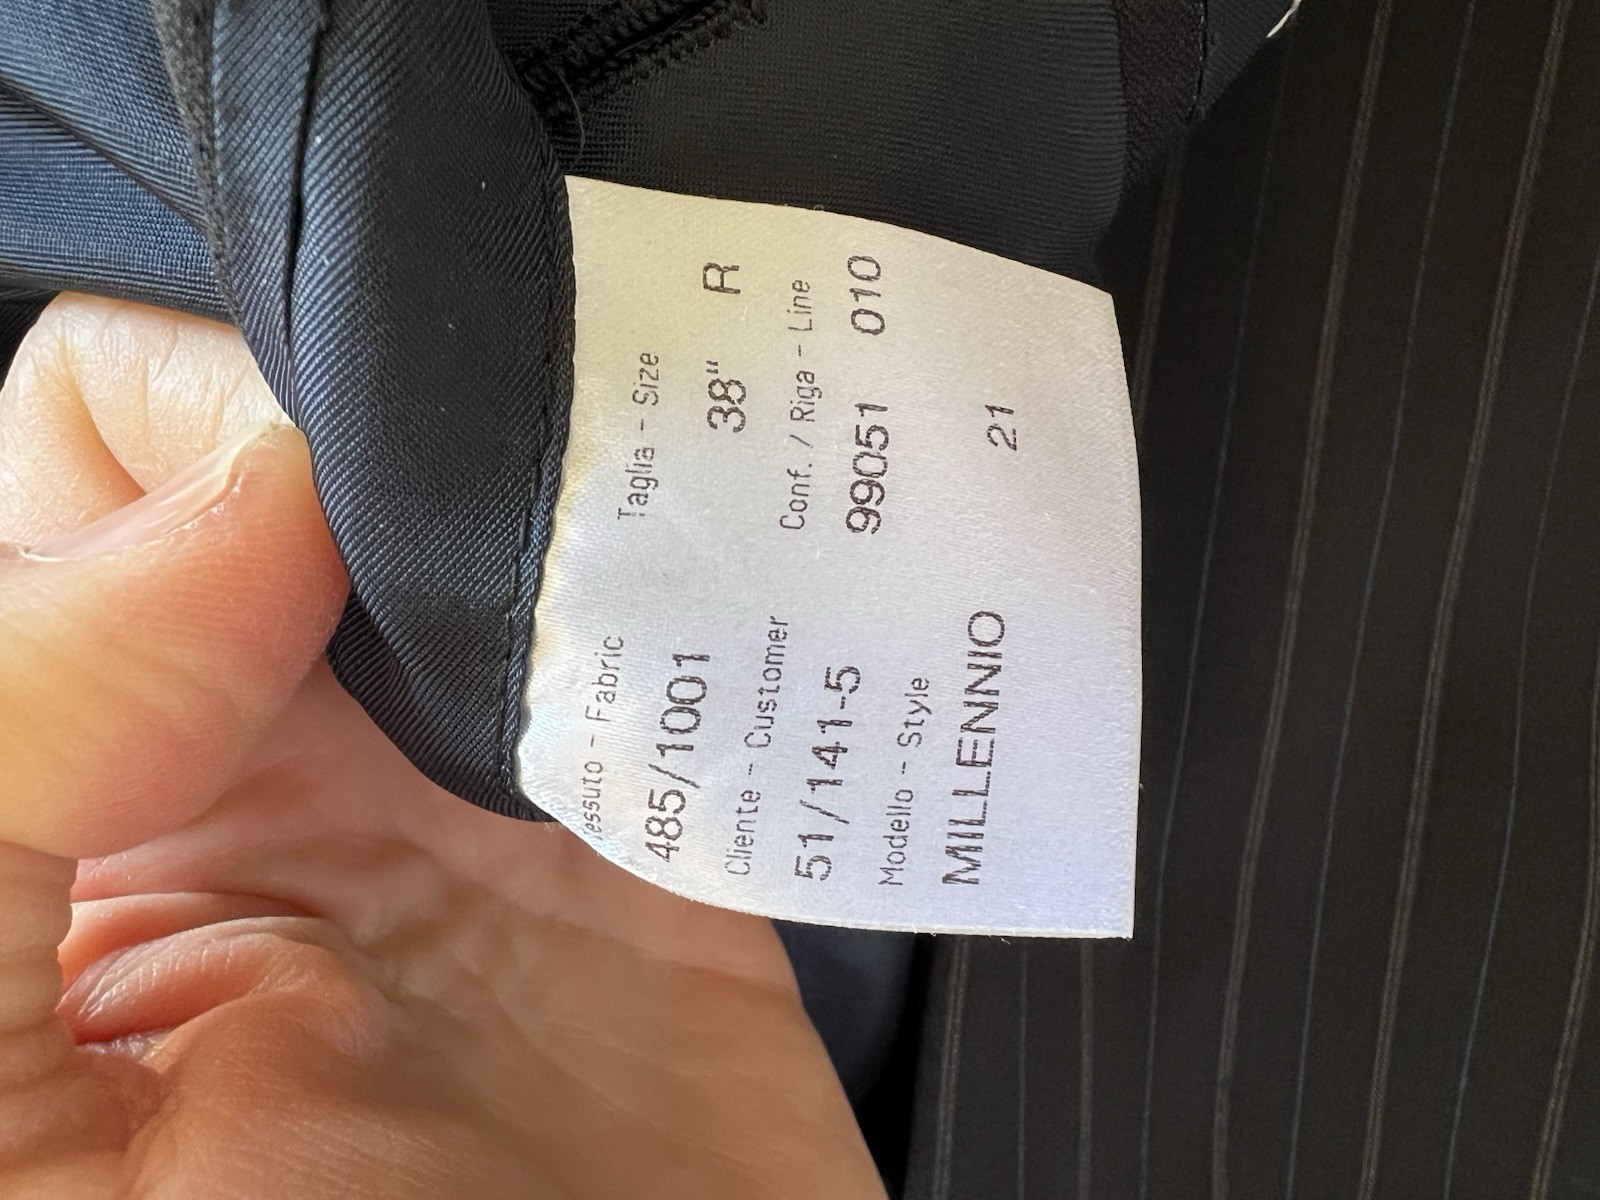 essuto - Fabric Taglia - Size
485/1001 38" R
Cliente - Customer Conf. / Riga - Line
51/141-5 99051 010
Modello - Style
MILLENNIO 21